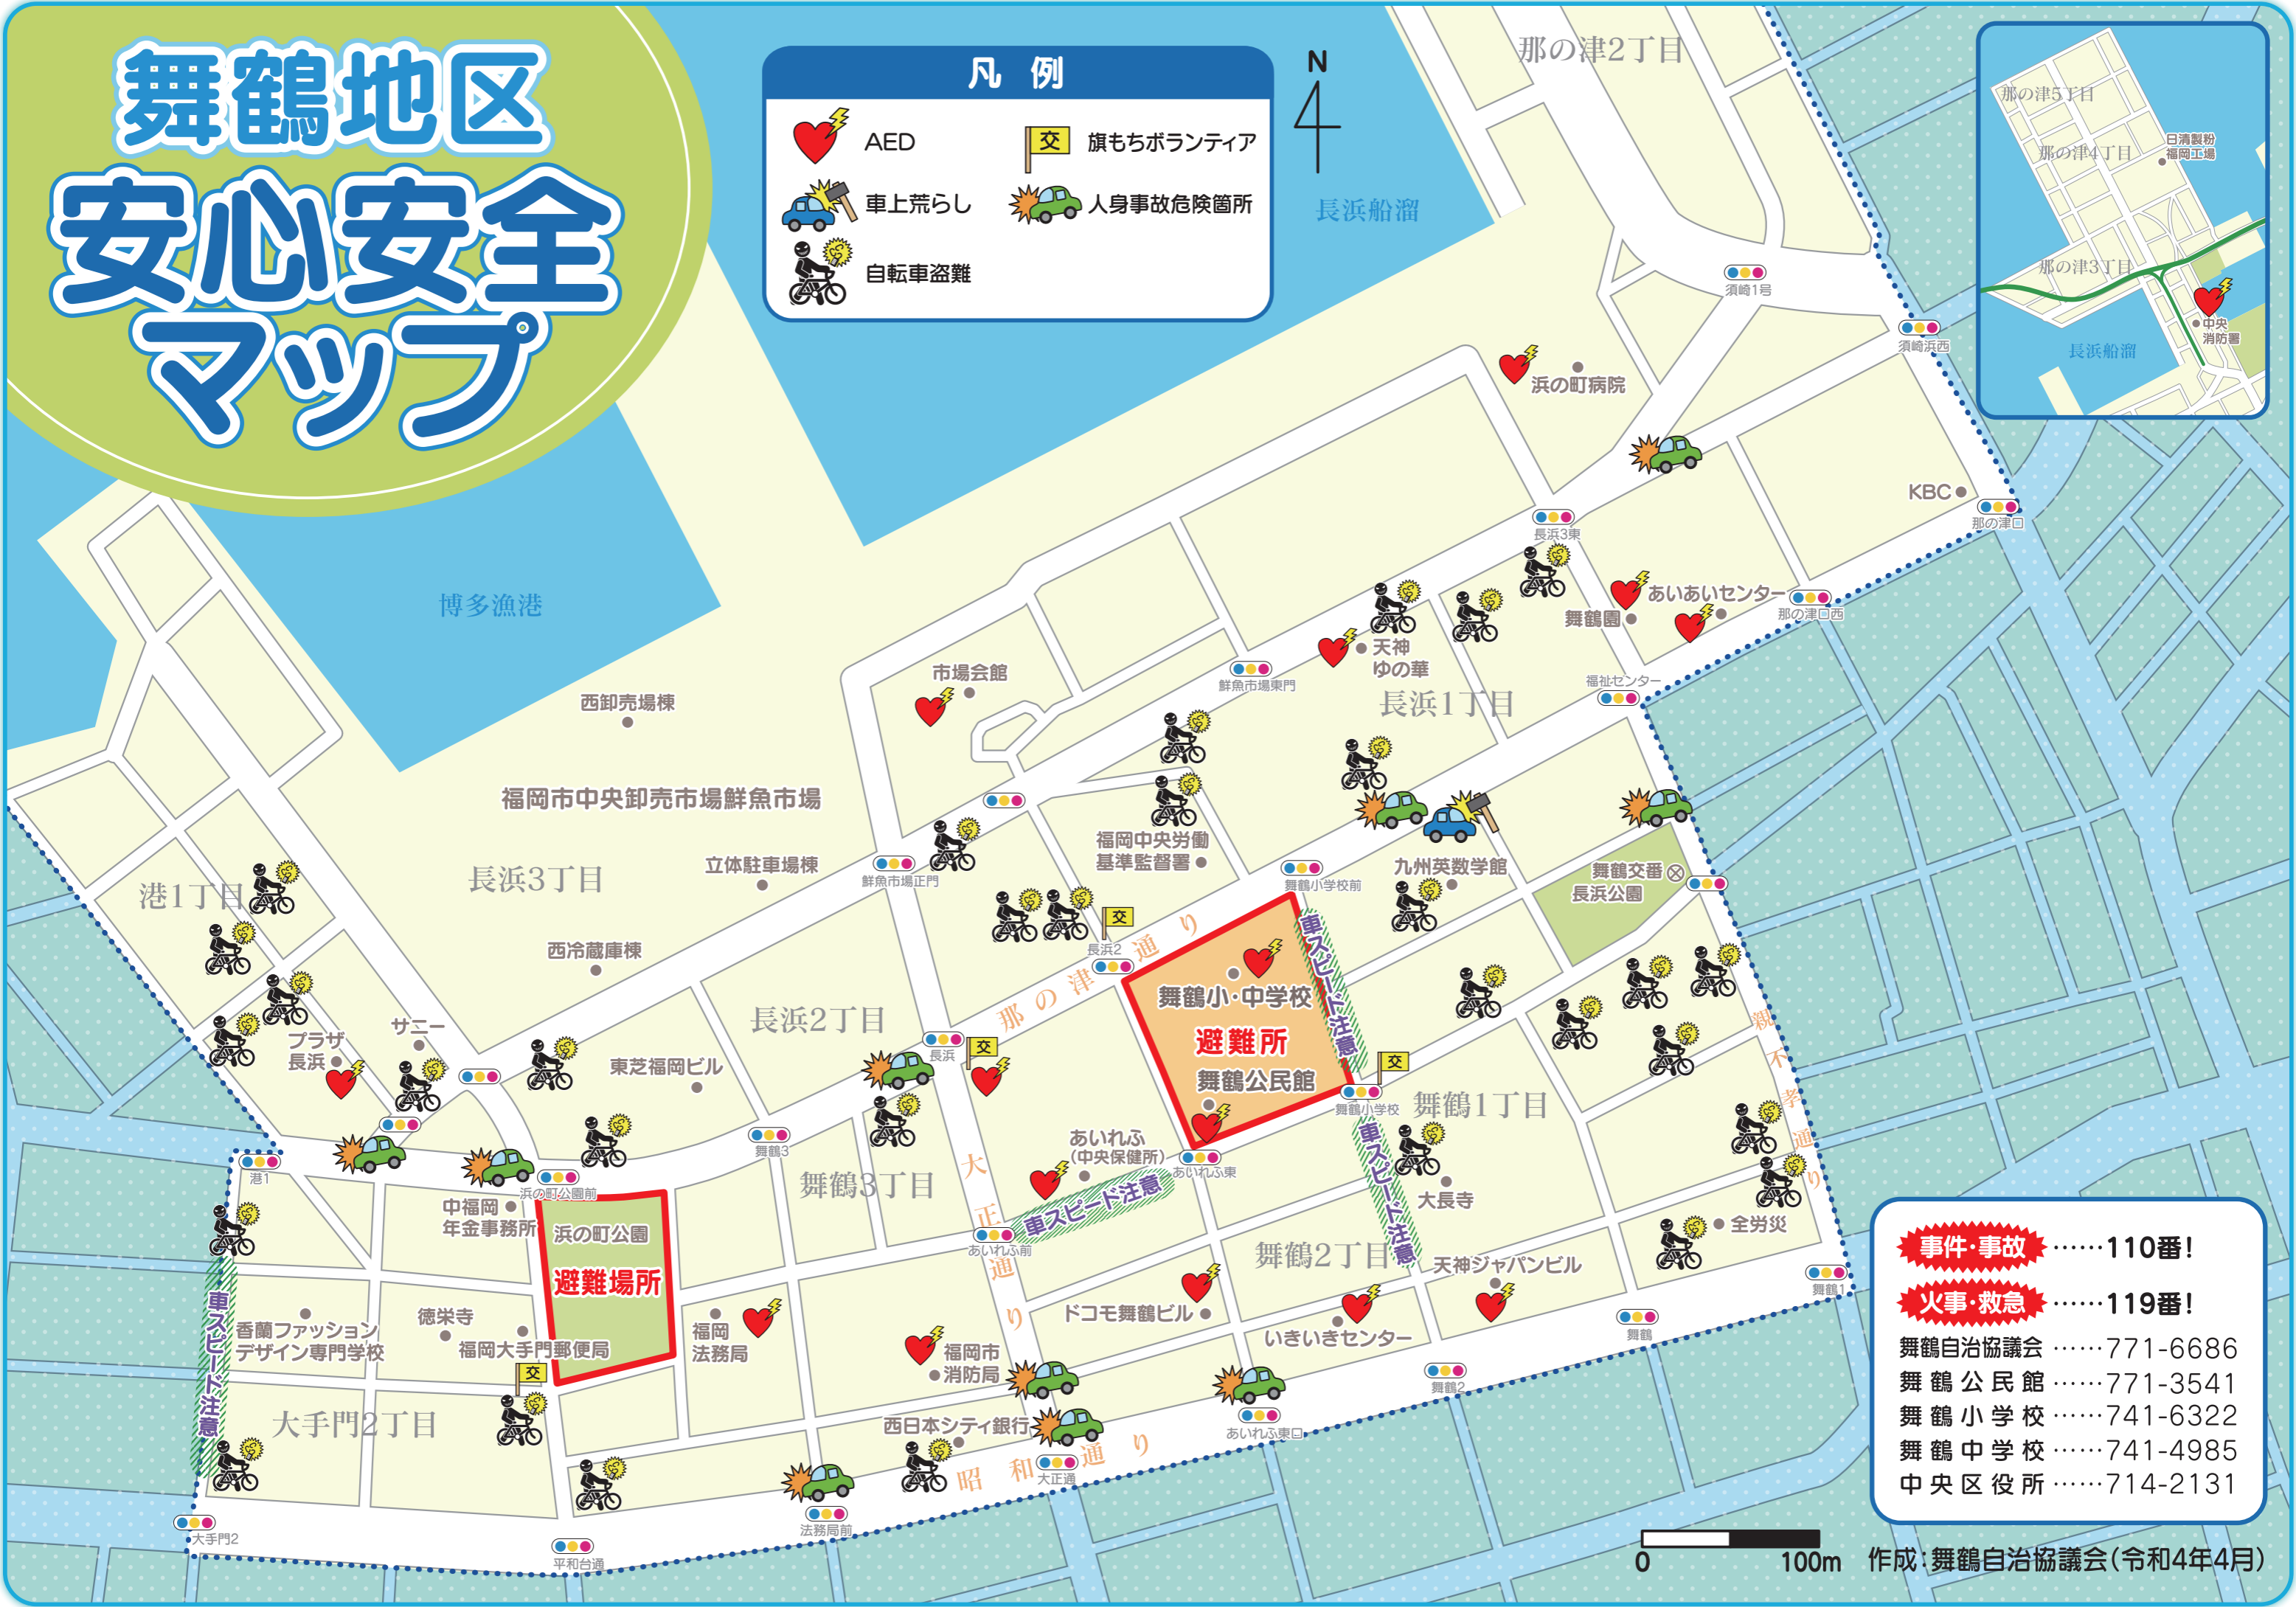 舞鶴地区
安心安全
マップ
凡 例
AED
交
旗もちボランティア
車上荒らし
人身事故危険箇所
自転車盗難
N
長浜船溜
那の津2丁目
那の津5丁目
那の津4丁目
日清製粉
福岡工場
那の津3丁目
中央
消防署
長浜船溜
須崎1号
須崎浜西
浜の町病院
KBC
那の津口
長浜3東
博多漁港
あいあいセンター
舞鶴園
那の津口西
天神
ゆの華
市場会館
鮮魚市場東門
福祉センター
西卸売場棟
長浜1丁目
福岡市中央卸売市場鮮魚市場
福岡中央労働
基準監督署
立体駐車場棟
鮮魚市場正門
長浜3丁目
港1丁目
舞鶴小学校前
九州英数学館
舞鶴交番
長浜公園
交
長浜2
那の津通り
西冷蔵庫棟
車スピード注意
舞鶴小・中学校
避難所
舞鶴公民館
長浜2丁目
サニー
プラザ
長浜
長浜
交
親不孝通り
東芝福岡ビル
交
舞鶴小学校
舞鶴1丁目
舞鶴3
あいれふ
(中央保健所)
あいれふ東
車スピード注意
港1
浜の町公園前
舞鶴3丁目
大正通り
車スピード注意
大長寺
中福岡
年金事務所
浜の町公園
避難場所
あいれふ前
舞鶴2丁目
全労災
天神ジャパンビル
舞鶴1
車スピード注意
香蘭ファッション
デザイン専門学校
徳栄寺
福岡大手門郵便局
福岡
法務局
ドコモ舞鶴ビル
いきいきセンター
舞鶴
福岡市
消防局
交
舞鶴2
大手門2丁目
西日本シティ銀行
あいれふ東口
昭和通り
大正通
法務局前
大手門2
平和台通
事件・事故 ……110番!
火事・救急 ……119番!
舞鶴自治協議会 ……771-6686
舞鶴公民館 ……771-3541
舞鶴小学校 ……741-6322
舞鶴中学校 ……741-4985
中央区役所 ……714-2131
0 100m
作成:舞鶴自治協議会(令和4年4月)